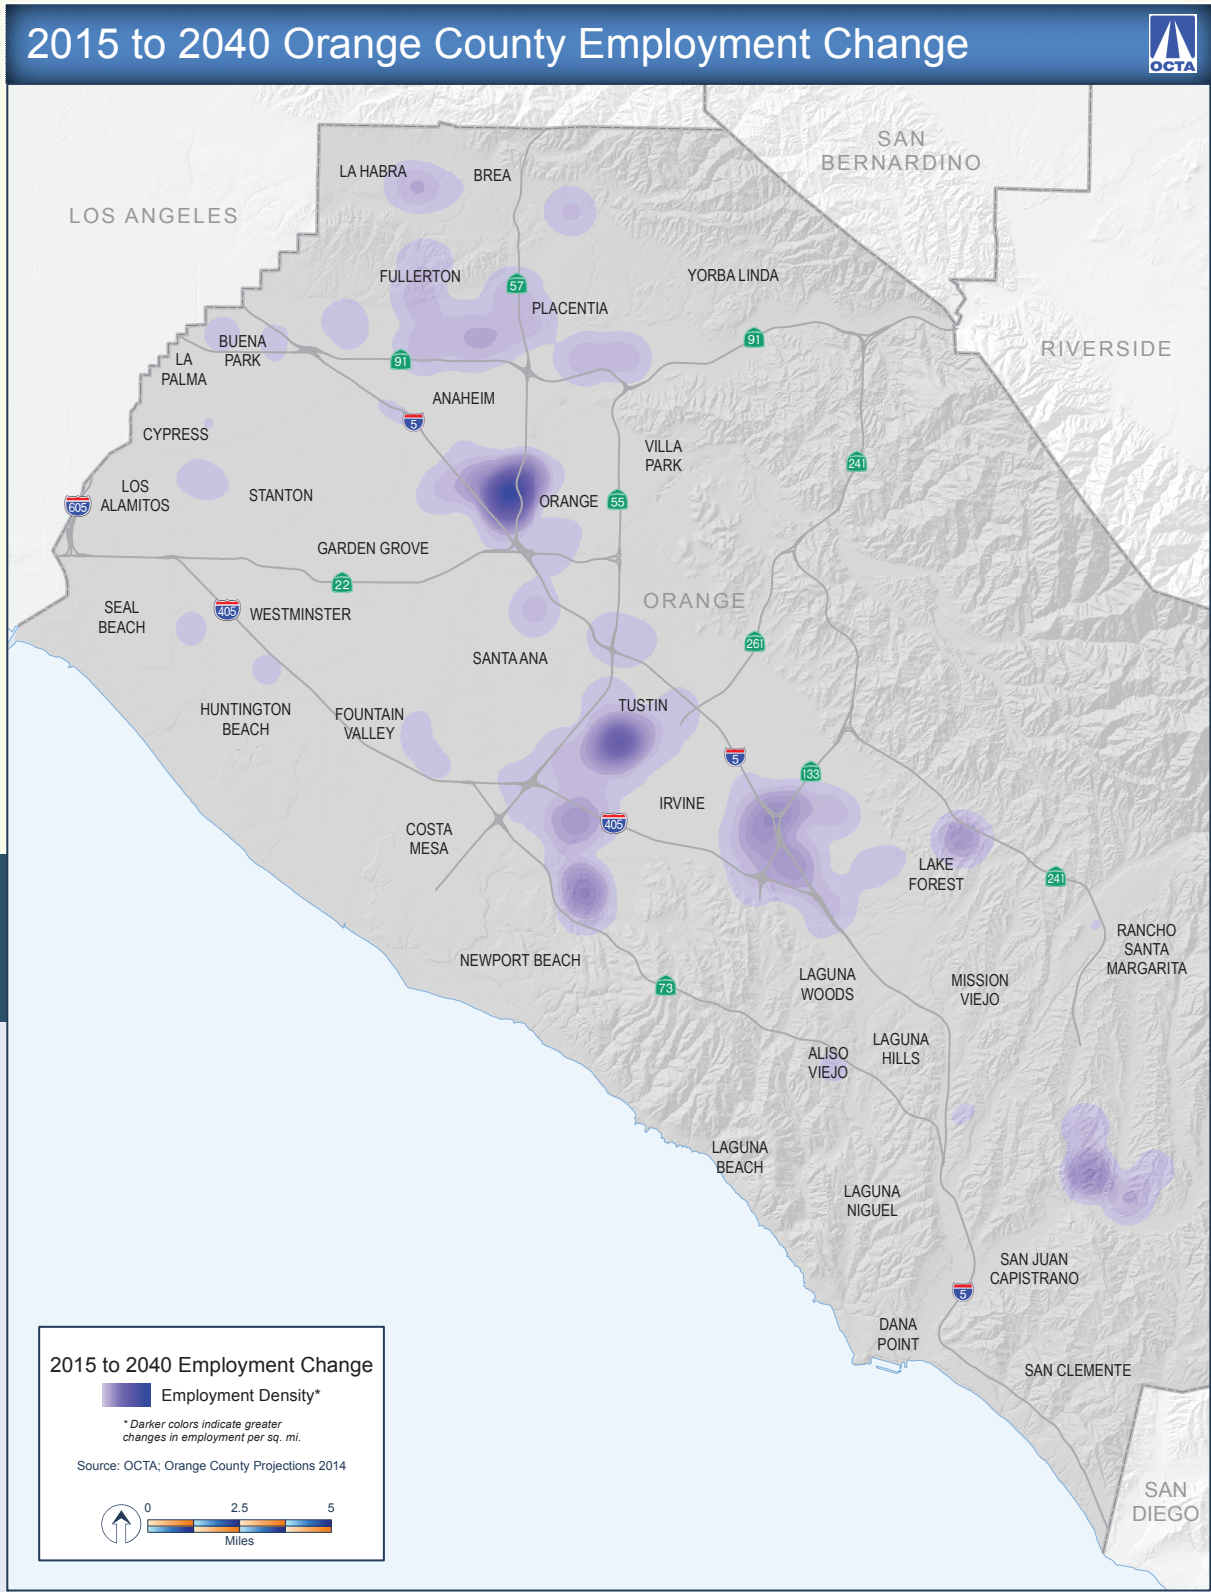 2015 to 2040 Orange County Employment Change
OCTA
SAN
BERNARDINO
LOS ANGELES
LA HABRA
BREA
FULLERTON
57
PLACENTIA
YORBA LINDA
91
RIVERSIDE
BUENA
PARK
LA
PALMA
91
ANAHEIM
5
CYPRESS
VILLA
PARK
241
LOS
ALAMITOS
605
STANTON
ORANGE
55
GARDEN GROVE
22
ORANGE
SEAL
BEACH
405
WESTMINSTER
261
SANTA ANA
HUNTINGTON
BEACH
FOUNTAIN
VALLEY
TUSTIN
5
133
IRVINE
405
COSTA
MESA
LAKE
FOREST
241
RANCHO
SANTA
MARGARITA
NEWPORT BEACH
73
LAGUNA
WOODS
MISSION
VIEJO
LAGUNA
HILLS
ALISO
VIEJO
LAGUNA
BEACH
LAGUNA
NIGUEL
SAN JUAN
CAPISTRANO
5
DANA
POINT
SAN CLEMENTE
SAN
DIEGO
2015 to 2040 Employment Change
Employment Density*
* Darker colors indicate greater
changes in employment per sq. mi.
Source: OCTA; Orange County Projections 2014
0 2.5 5
Miles